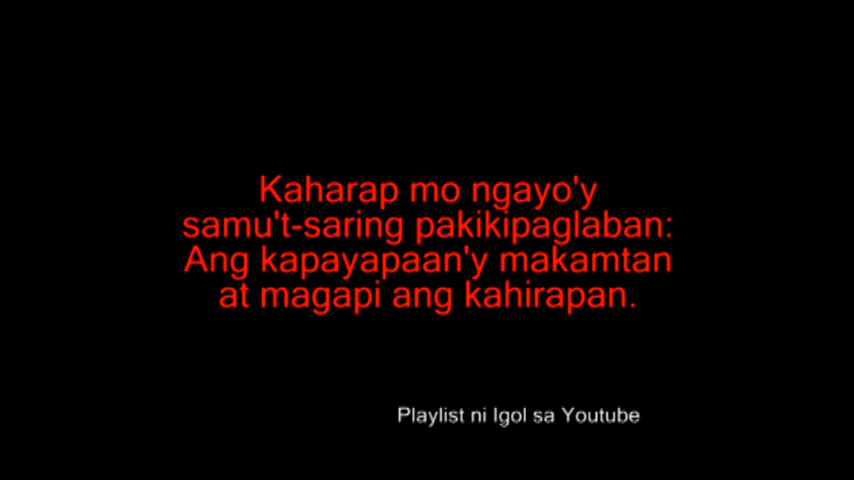 Kaharap mo ngayo'y
samu't-saring pakikipaglaban:
Ang kapayapaan'y makamtan
at magapi ang kahirapan.
Playlist ni Igol sa Youtube